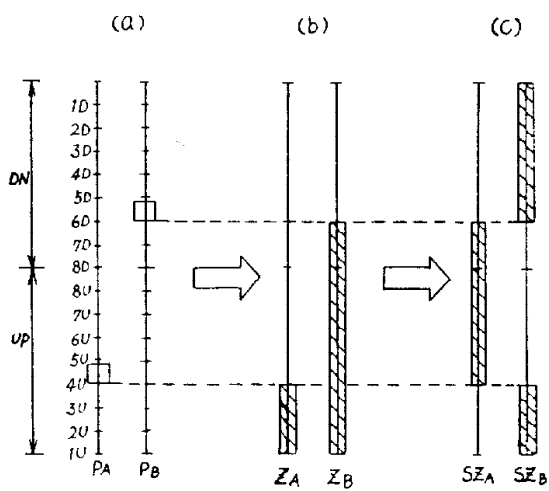 (a) (b) (c)
1D
2D
3D
4D
5D
6D
7D
8D
8U
7U
6U
5U
4U
3U
2U
1U
DN
UP
PA PB ZA ZB SZA SZB